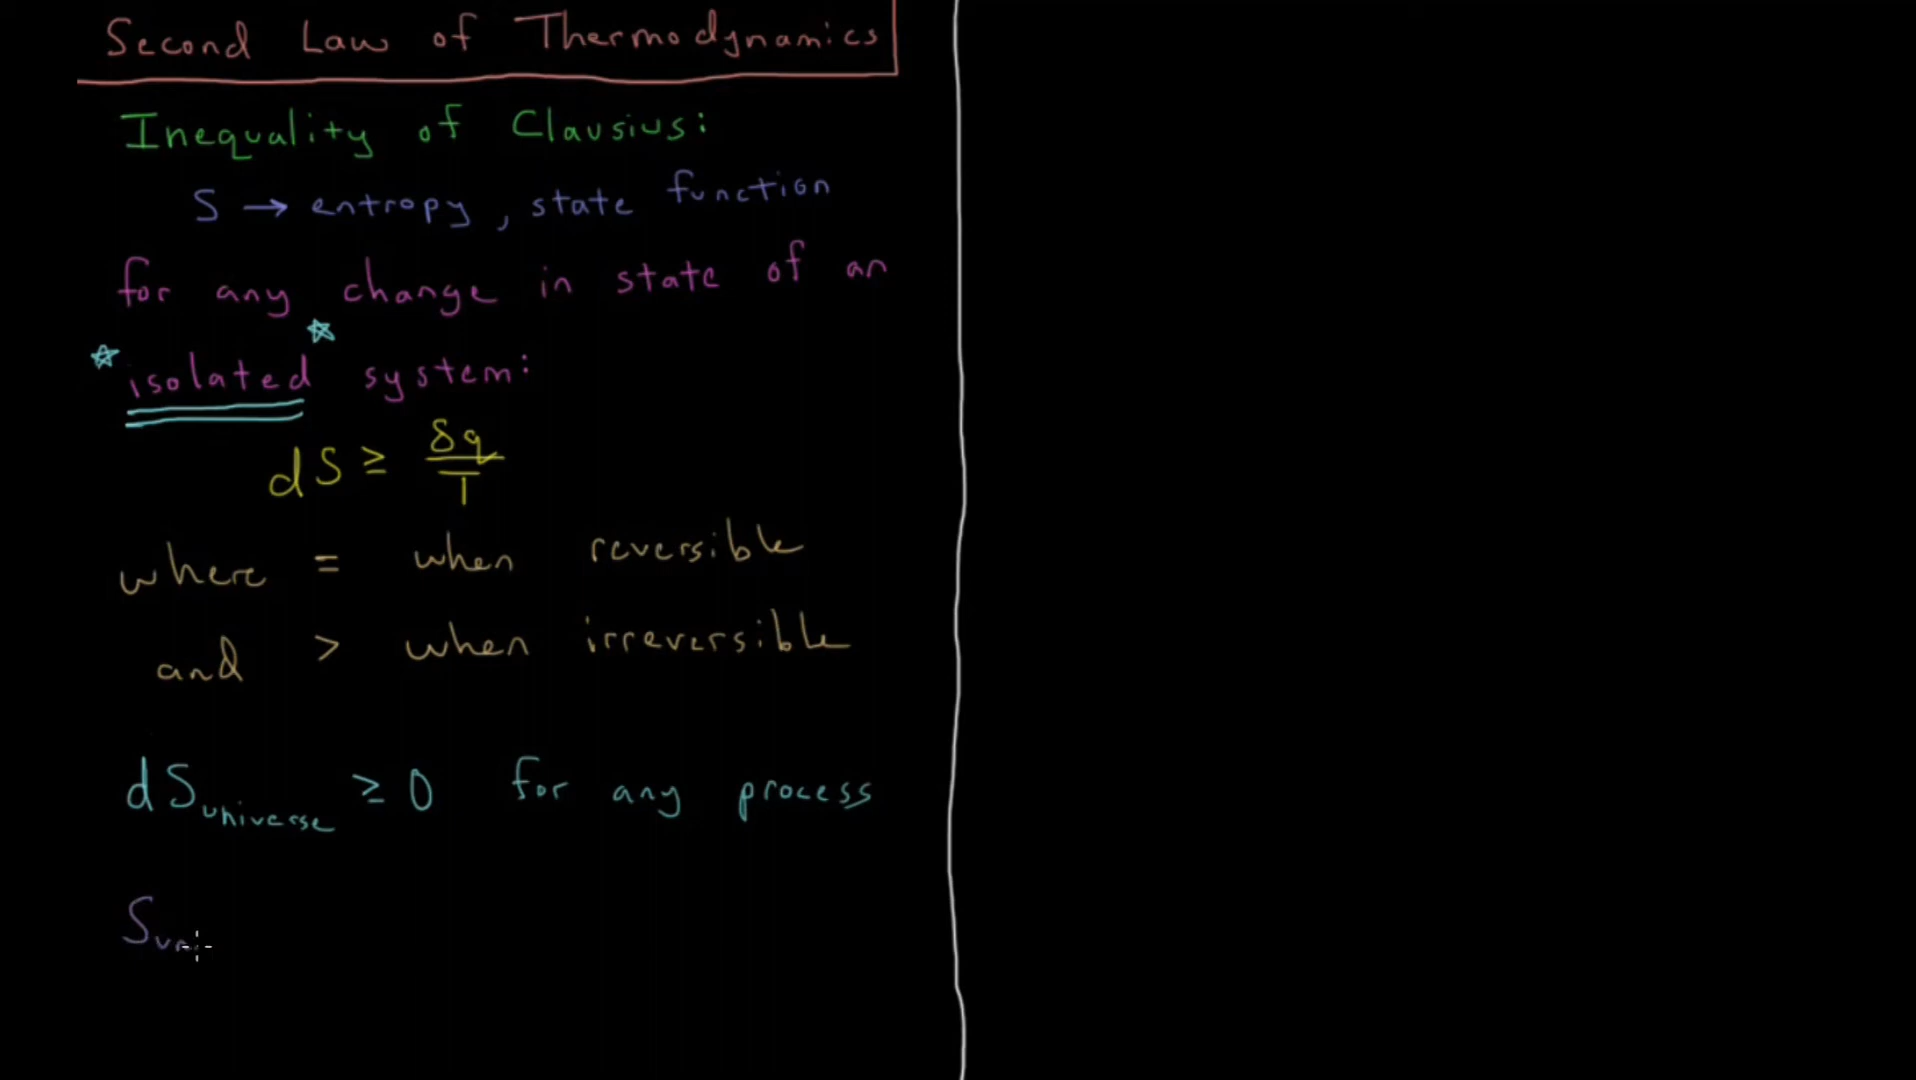 Second Law of Thermodynamics
Inequality of Clausius:
S → entropy, state function
for any change in state of an
☆isolated☆ system:
dS ≥ δq/T
where = when reversible
and > when irreversible
dS_universe ≥ 0 for any process
S_un